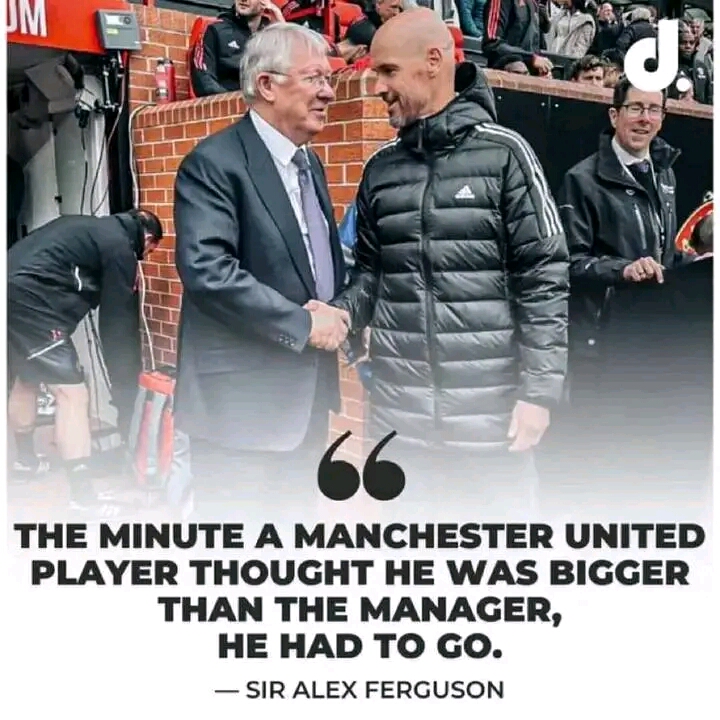 UM
d.
adidas
“
THE MINUTE A MANCHESTER UNITED
PLAYER THOUGHT HE WAS BIGGER
THAN THE MANAGER,
HE HAD TO GO.
— SIR ALEX FERGUSON